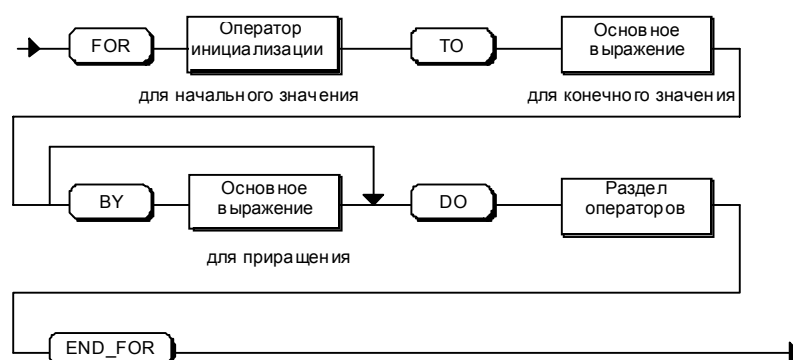 FOR
Оператор
инициализации
TO
Основное
выражение
для начального значения
для конечного значения
BY
Основное
выражение
DO
Раздел
операторов
для приращения
END_FOR